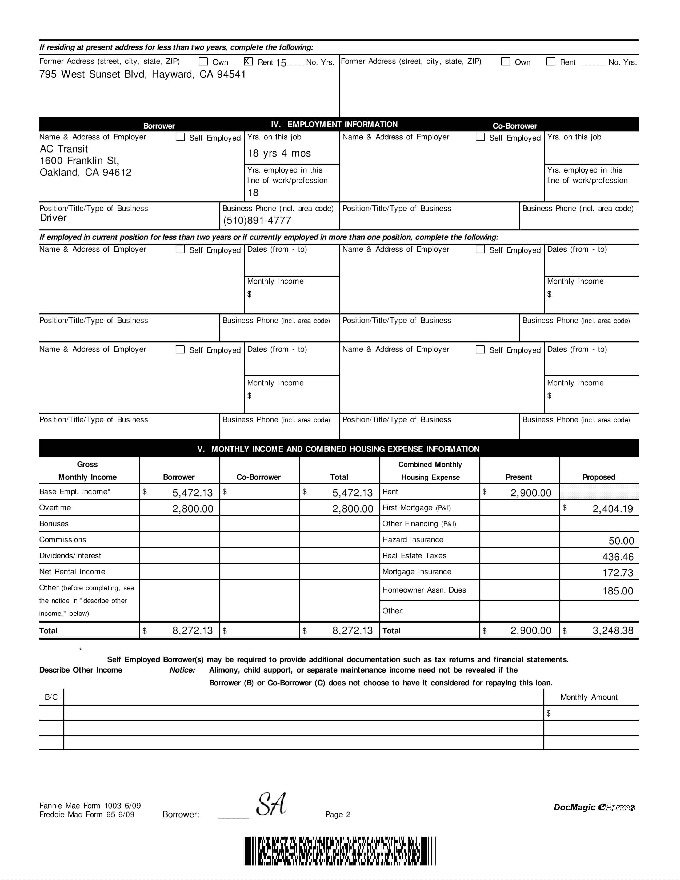 If residing at present address for less than two years, complete the following:
Former Address (street, city, state, ZIP) Own X Rent 15 No. Yrs. Former Address (street, city, state, ZIP) Own Rent No. Yrs.
795 West Sunset Blvd, Hayward, CA 94541
Borrower IV. EMPLOYMENT INFORMATION Co-Borrower
Name & Address of Employer Self Employed Yrs. on this job Name & Address of Employer Self Employed Yrs. on this job
AC Transit
1600 Franklin St,
Oakland, CA 94612
18 yrs 4 mos
Yrs. employed in this line of work/profession
18
Yrs. employed in this line of work/profession
Position/Title/Type of Business Business Phone (incl. area code) Position/Title/Type of Business Business Phone (incl. area code)
Driver (510)891-4777
If employed in current position for less than two years or if currently employed in more than one position, complete the following:
Name & Address of Employer Self Employed Dates (from - to) Name & Address of Employer Self Employed Dates (from - to)
Monthly Income Monthly Income
$ $
Position/Title/Type of Business Business Phone (incl. area code) Position/Title/Type of Business Business Phone (incl. area code)
Name & Address of Employer Self Employed Dates (from - to) Name & Address of Employer Self Employed Dates (from - to)
Monthly Income Monthly Income
$ $
Position/Title/Type of Business Business Phone (incl. area code) Position/Title/Type of Business Business Phone (incl. area code)
V. MONTHLY INCOME AND COMBINED HOUSING EXPENSE INFORMATION
Gross Monthly Income Borrower Co-Borrower Total Combined Monthly Housing Expense Present Proposed
Base Empl. Income* $ 5,472.13 $ $ 5,472.13 Rent $ 2,900.00
Overtime 2,800.00 2,800.00 First Mortgage (P&I) $ 2,404.19
Bonuses Other Financing (P&I)
Commissions Hazard Insurance 50.00
Dividends/Interest Real Estate Taxes 436.46
Net Rental Income Mortgage Insurance 172.73
Other (before completing, see the notice in "describe other income," below) Homeowner Assn. Dues 185.00
Other:
Total $ 8,272.13 $ $ 8,272.13 Total $ 2,900.00 $ 3,248.38
* Self Employed Borrower(s) may be required to provide additional documentation such as tax returns and financial statements.
Describe Other Income Notice: Alimony, child support, or separate maintenance income need not be revealed if the
Borrower (B) or Co-Borrower (C) does not choose to have it considered for repaying this loan.
B/C Monthly Amount
$
Fannie Mae Form 1003 6/09
Freddie Mac Form 65 6/09 Borrower: SA Page 2
DocMagic